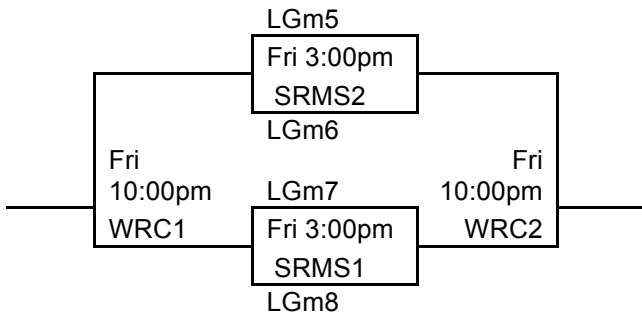 LGm5
Fri 3:00pm
SRMS2
LGm6
Fri
10:00pm
WRC1
LGm7
Fri 3:00pm
SRMS1
LGm8
Fri
10:00pm
WRC2